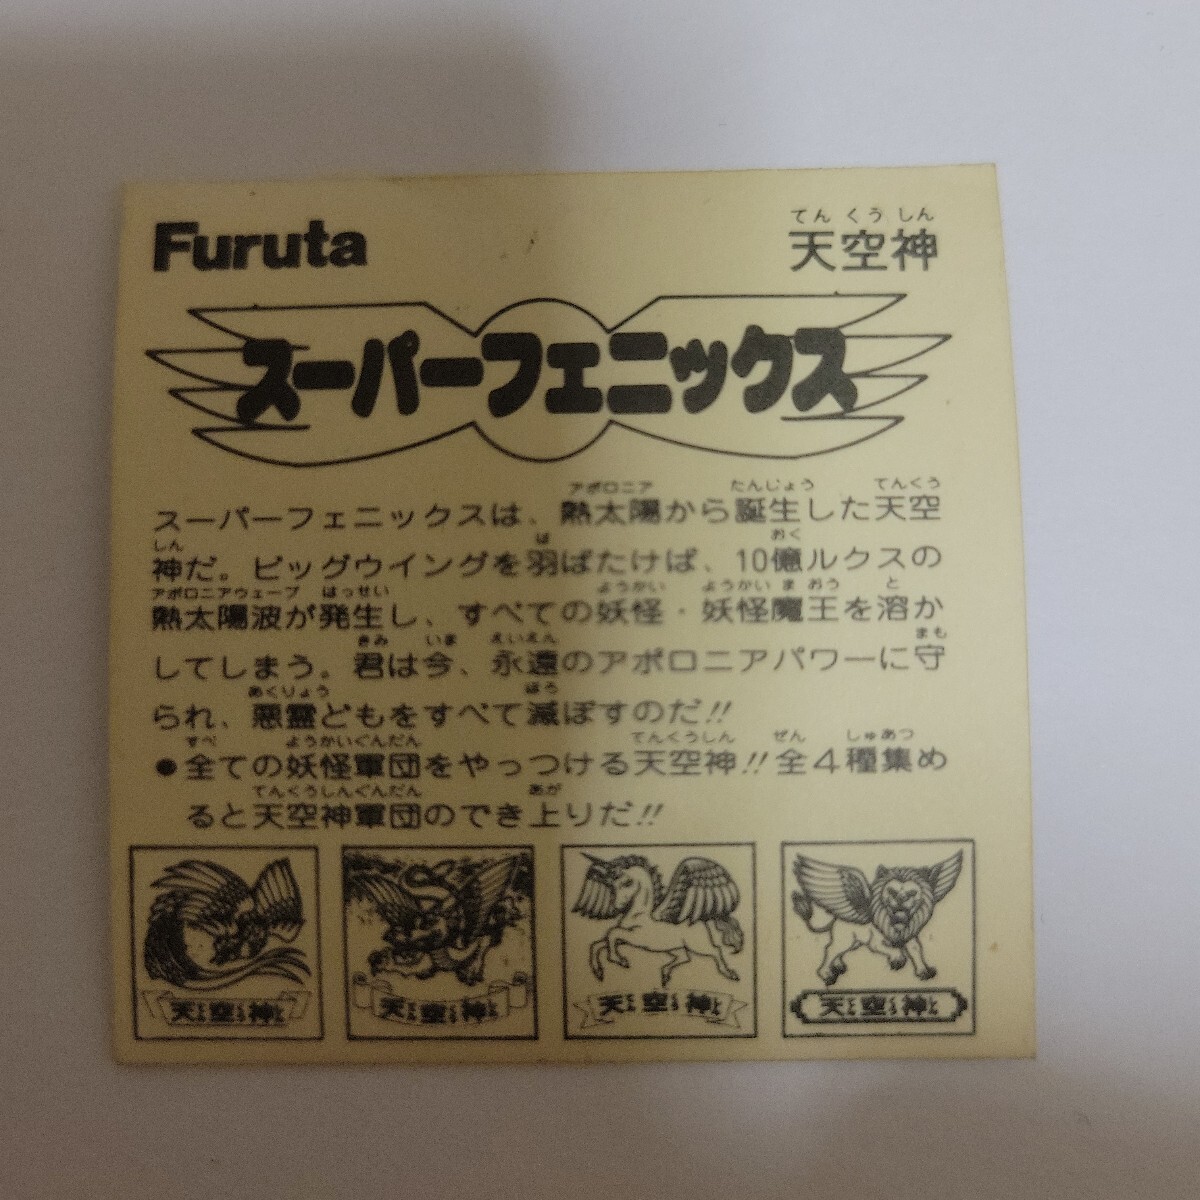 Furuta
てんくうしん
天空神
スーパーフェニックス
アポロニア たんじょう てんくう
スーパーフェニックスは、熱太陽から誕生した天空
しん は おく
神だ。ビッグウイングを羽ばたけば、10億ルクスの
アポロニアウェーブ はっせい ようかい ようかいまおう と
熱太陽波が発生し、すべての妖怪・妖怪魔王を溶か
きみ いま えいえん まも
してしまう。君は今、永遠のアポロニアパワーに守
あくりょう ほろ
られ、悪霊どもをすべて滅ぼすのだ!!
すべ ようかいぐんだん てんくうしん ぜん しゅあつ
●全ての妖怪軍団をやっつける天空神!!全4種集め
てんくうしんぐんだん あが
ると天空神軍団のでき上りだ!!
天空神 天空神 天空神 天空神